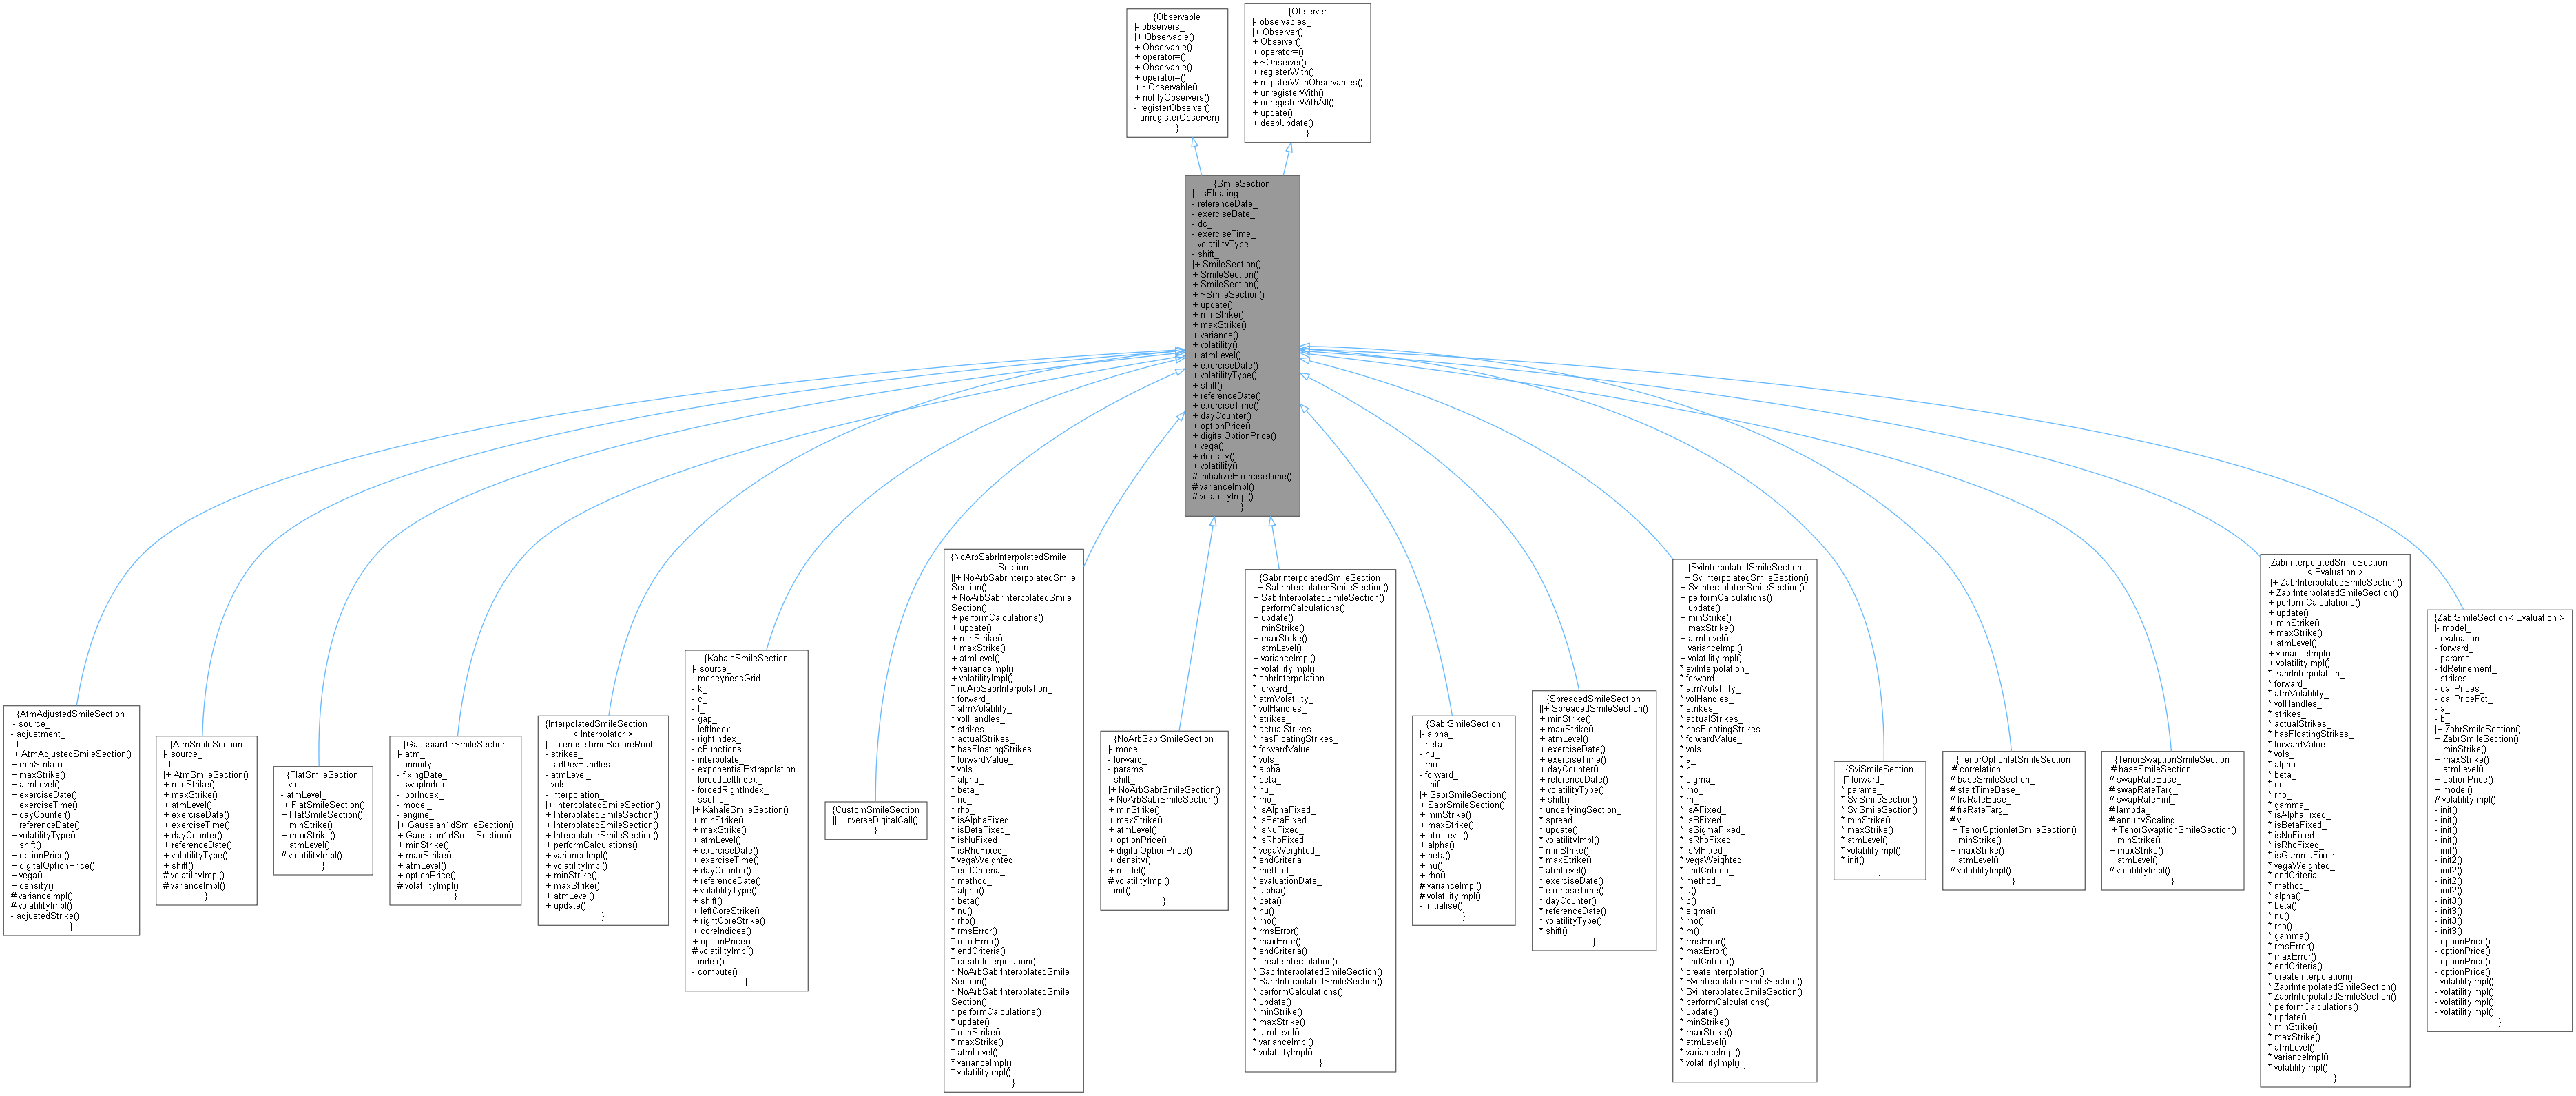 {Observable
|- observers_
|+ Observable()
+ Observable()
+ operator=()
+ Observable()
+ operator=()
+ ~Observable()
+ notifyObservers()
- registerObserver()
- unregisterObserver()
}
{Observer
|- observables_
|+ Observer()
+ Observer()
+ operator=()
+ ~Observer()
+ registerWith()
+ registerWithObservables()
+ unregisterWith()
+ unregisterWithAll()
+ update()
+ deepUpdate()
}
{SmileSection
|- isFloating_
- referenceDate_
- exerciseDate_
- dc_
- exerciseTime_
- volatilityType_
- shift_
|+ SmileSection()
+ SmileSection()
+ SmileSection()
+ ~SmileSection()
+ update()
+ minStrike()
+ maxStrike()
+ variance()
+ volatility()
+ atmLevel()
+ exerciseDate()
+ volatilityType()
+ shift()
+ referenceDate()
+ exerciseTime()
+ dayCounter()
+ optionPrice()
+ digitalOptionPrice()
+ vega()
+ density()
+ volatility()
# initializeExerciseTime()
# varianceImpl()
# volatilityImpl()
}
{AtmAdjustedSmileSection
|- source_
- adjustment_
- f_
|+ AtmAdjustedSmileSection()
+ minStrike()
+ maxStrike()
+ atmLevel()
+ exerciseDate()
+ exerciseTime()
+ dayCounter()
+ referenceDate()
+ volatilityType()
+ shift()
+ optionPrice()
+ digitalOptionPrice()
+ vega()
+ density()
# varianceImpl()
# volatilityImpl()
- adjustedStrike()
}
{AtmSmileSection
|- source_
- f_
|+ AtmSmileSection()
+ minStrike()
+ maxStrike()
+ atmLevel()
+ exerciseDate()
+ exerciseTime()
+ dayCounter()
+ referenceDate()
+ volatilityType()
+ shift()
# volatilityImpl()
# varianceImpl()
}
{FlatSmileSection
|- vol_
- atmLevel_
|+ FlatSmileSection()
+ FlatSmileSection()
+ minStrike()
+ maxStrike()
+ atmLevel()
# volatilityImpl()
}
{Gaussian1dSmileSection
|- atm_
- annuity_
- fixingDate_
- swapIndex_
- iborIndex_
- model_
- engine_
|+ Gaussian1dSmileSection()
+ Gaussian1dSmileSection()
+ minStrike()
+ maxStrike()
+ atmLevel()
+ optionPrice()
# volatilityImpl()
}
{InterpolatedSmileSection
< Interpolator >
|- exerciseTimeSquareRoot_
- strikes_
- stdDevHandles_
- atmLevel_
- vols_
- interpolation_
|+ InterpolatedSmileSection()
+ InterpolatedSmileSection()
+ InterpolatedSmileSection()
+ InterpolatedSmileSection()
+ performCalculations()
+ varianceImpl()
+ volatilityImpl()
+ minStrike()
+ maxStrike()
+ atmLevel()
+ update()
}
{KahaleSmileSection
|- source_
- moneynessGrid_
- k_
- c_
- f_
- gap_
- leftIndex_
- rightIndex_
- cFunctions_
- interpolate_
- exponentialExtrapolation_
- forcedLeftIndex_
- forcedRightIndex_
- ssutils_
|+ KahaleSmileSection()
+ minStrike()
+ maxStrike()
+ atmLevel()
+ exerciseDate()
+ exerciseTime()
+ dayCounter()
+ referenceDate()
+ volatilityType()
+ shift()
+ leftCoreStrike()
+ rightCoreStrike()
+ coreIndices()
+ optionPrice()
# volatilityImpl()
- index()
- compute()
}
{CustomSmileSection
||+ inverseDigitalCall()
}
{NoArbSabrInterpolatedSmile
Section
||+ NoArbSabrInterpolatedSmile
Section()
+ NoArbSabrInterpolatedSmile
Section()
+ performCalculations()
+ update()
+ minStrike()
+ maxStrike()
+ atmLevel()
+ varianceImpl()
+ volatilityImpl()
* noArbSabrInterpolation_
* forward_
* atmVolatility_
* volHandles_
* strikes_
* actualStrikes_
* hasFloatingStrikes_
* forwardValue_
* vols_
* alpha_
* beta_
* nu_
* rho_
* isAlphaFixed_
* isBetaFixed_
* isNuFixed_
* isRhoFixed_
* vegaWeighted_
* endCriteria_
* method_
* alpha()
* beta()
* nu()
* rho()
* rmsError()
* maxError()
* endCriteria()
* createInterpolation()
* NoArbSabrInterpolatedSmile
Section()
* NoArbSabrInterpolatedSmile
Section()
* performCalculations()
* update()
* minStrike()
* maxStrike()
* atmLevel()
* varianceImpl()
* volatilityImpl()
}
{NoArbSabrSmileSection
|- model_
- forward_
- params_
- shift_
|+ NoArbSabrSmileSection()
+ NoArbSabrSmileSection()
+ minStrike()
+ maxStrike()
+ atmLevel()
+ optionPrice()
+ digitalOptionPrice()
+ density()
+ model()
# volatilityImpl()
- init()
}
{SabrInterpolatedSmileSection
||+ SabrInterpolatedSmileSection()
+ SabrInterpolatedSmileSection()
+ performCalculations()
+ update()
+ minStrike()
+ maxStrike()
+ atmLevel()
+ varianceImpl()
+ volatilityImpl()
* sabrInterpolation_
* forward_
* atmVolatility_
* volHandles_
* strikes_
* actualStrikes_
* hasFloatingStrikes_
* forwardValue_
* vols_
* alpha_
* beta_
* nu_
* rho_
* isAlphaFixed_
* isBetaFixed_
* isNuFixed_
* isRhoFixed_
* vegaWeighted_
* endCriteria_
* method_
* evaluationDate_
* alpha()
* beta()
* nu()
* rho()
* rmsError()
* maxError()
* endCriteria()
* createInterpolation()
* SabrInterpolatedSmileSection()
* SabrInterpolatedSmileSection()
* performCalculations()
* update()
* minStrike()
* maxStrike()
* atmLevel()
* varianceImpl()
* volatilityImpl()
}
{SabrSmileSection
|- alpha_
- beta_
- nu_
- rho_
- forward_
- shift_
|+ SabrSmileSection()
+ SabrSmileSection()
+ minStrike()
+ maxStrike()
+ atmLevel()
+ alpha()
+ beta()
+ nu()
+ rho()
# varianceImpl()
# volatilityImpl()
- initialise()
}
{SpreadedSmileSection
||+ SpreadedSmileSection()
+ minStrike()
+ maxStrike()
+ atmLevel()
+ exerciseDate()
+ exerciseTime()
+ dayCounter()
+ referenceDate()
+ volatilityType()
+ shift()
* underlyingSection_
* spread_
* update()
* volatilityImpl()
* minStrike()
* maxStrike()
* atmLevel()
* exerciseDate()
* exerciseTime()
* dayCounter()
* referenceDate()
* volatilityType()
* shift()
}
{SviInterpolatedSmileSection
||+ SviInterpolatedSmileSection()
+ SviInterpolatedSmileSection()
+ performCalculations()
+ update()
+ minStrike()
+ maxStrike()
+ atmLevel()
+ varianceImpl()
+ volatilityImpl()
* sviInterpolation_
* forward_
* atmVolatility_
* volHandles_
* strikes_
* actualStrikes_
* hasFloatingStrikes_
* forwardValue_
* vols_
* a_
* b_
* sigma_
* rho_
* m_
* isAFixed_
* isBFixed_
* isSigmaFixed_
* isRhoFixed_
* isMFixed_
* vegaWeighted_
* endCriteria_
* method_
* a()
* b()
* sigma()
* rho()
* m()
* rmsError()
* maxError()
* endCriteria()
* createInterpolation()
* SviInterpolatedSmileSection()
* SviInterpolatedSmileSection()
* performCalculations()
* update()
* minStrike()
* maxStrike()
* atmLevel()
* varianceImpl()
* volatilityImpl()
}
{SviSmileSection
||* forward_
* params_
* SviSmileSection()
* SviSmileSection()
* minStrike()
* maxStrike()
* atmLevel()
* volatilityImpl()
* init()
}
{TenorOptionletSmileSection
|# correlation_
# baseSmileSection_
# startTimeBase_
# fraRateBase_
# fraRateTarg_
# v_
|+ TenorOptionletSmileSection()
+ minStrike()
+ maxStrike()
+ atmLevel()
# volatilityImpl()
}
{TenorSwaptionSmileSection
|# baseSmileSection_
# swapRateBase_
# swapRateTarg_
# swapRateFinl_
# lambda_
# annuityScaling_
|+ TenorSwaptionSmileSection()
+ minStrike()
+ maxStrike()
+ atmLevel()
# volatilityImpl()
}
{ZabrInterpolatedSmileSection
< Evaluation >
||+ ZabrInterpolatedSmileSection()
+ ZabrInterpolatedSmileSection()
+ performCalculations()
+ update()
+ minStrike()
+ maxStrike()
+ atmLevel()
+ varianceImpl()
+ volatilityImpl()
* zabrInterpolation_
* forward_
* atmVolatility_
* volHandles_
* strikes_
* actualStrikes_
* hasFloatingStrikes_
* forwardValue_
* vols_
* alpha_
* beta_
* nu_
* rho_
* gamma_
* isAlphaFixed_
* isBetaFixed_
* isNuFixed_
* isRhoFixed_
* isGammaFixed_
* vegaWeighted_
* endCriteria_
* method_
* alpha()
* beta()
* nu()
* rho()
* gamma()
* rmsError()
* maxError()
* endCriteria()
* createInterpolation()
* ZabrInterpolatedSmileSection()
* ZabrInterpolatedSmileSection()
* performCalculations()
* update()
* minStrike()
* maxStrike()
* atmLevel()
* varianceImpl()
* volatilityImpl()
}
{ZabrSmileSection< Evaluation >
|- model_
- evaluation_
- forward_
- params_
- fdRefinement_
- strikes_
- callPrices_
- callPriceFct_
- a_
- b_
|+ ZabrSmileSection()
+ ZabrSmileSection()
+ minStrike()
+ maxStrike()
+ atmLevel()
+ optionPrice()
+ model()
# volatilityImpl()
- init()
- init()
- init()
- init()
- init()
- init2()
- init2()
- init2()
- init2()
- init3()
- init3()
- init3()
- init3()
- optionPrice()
- optionPrice()
- optionPrice()
- optionPrice()
- volatilityImpl()
- volatilityImpl()
- volatilityImpl()
- volatilityImpl()
}